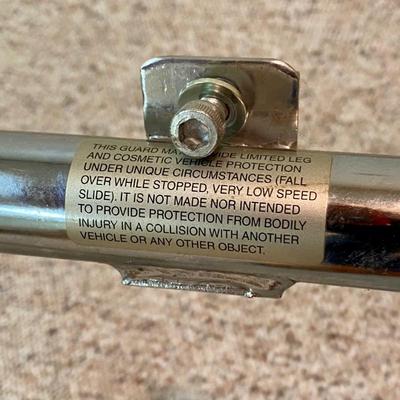 THIS GUARD MAY PROVIDE LIMITED LEG
AND COSMETIC VEHICLE PROTECTION
UNDER UNIQUE CIRCUMSTANCES (FALL
OVER WHILE STOPPED, VERY LOW SPEED
SLIDE). IT IS NOT MADE NOR INTENDED
TO PROVIDE PROTECTION FROM BODILY
INJURY IN A COLLISION WITH ANOTHER
VEHICLE OR ANY OTHER OBJECT.